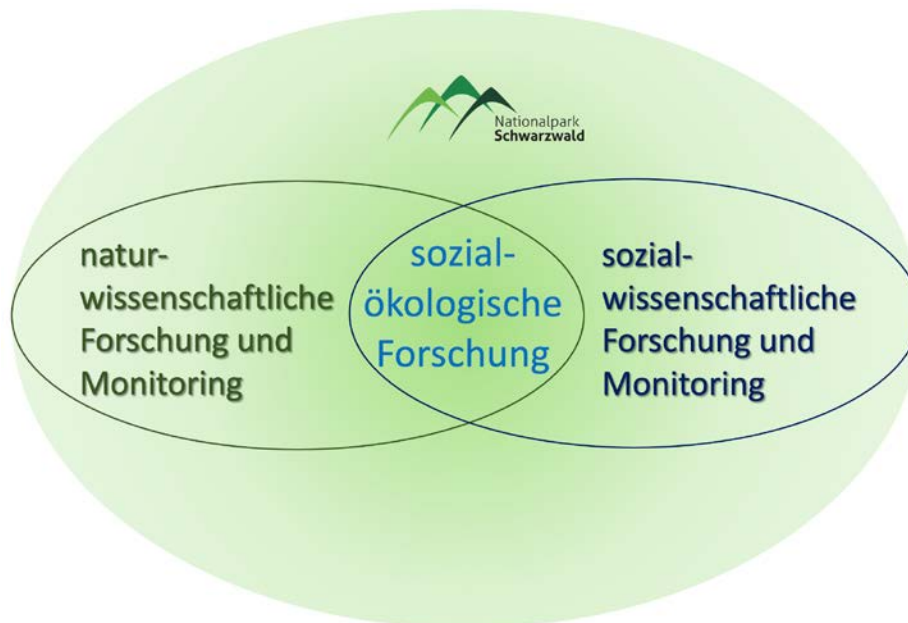 Nationalpark
Schwarzwald
natur-
wissenschaftliche
Forschung und
Monitoring
sozial-
ökologische
Forschung
sozial-
wissenschaftliche
Forschung und
Monitoring